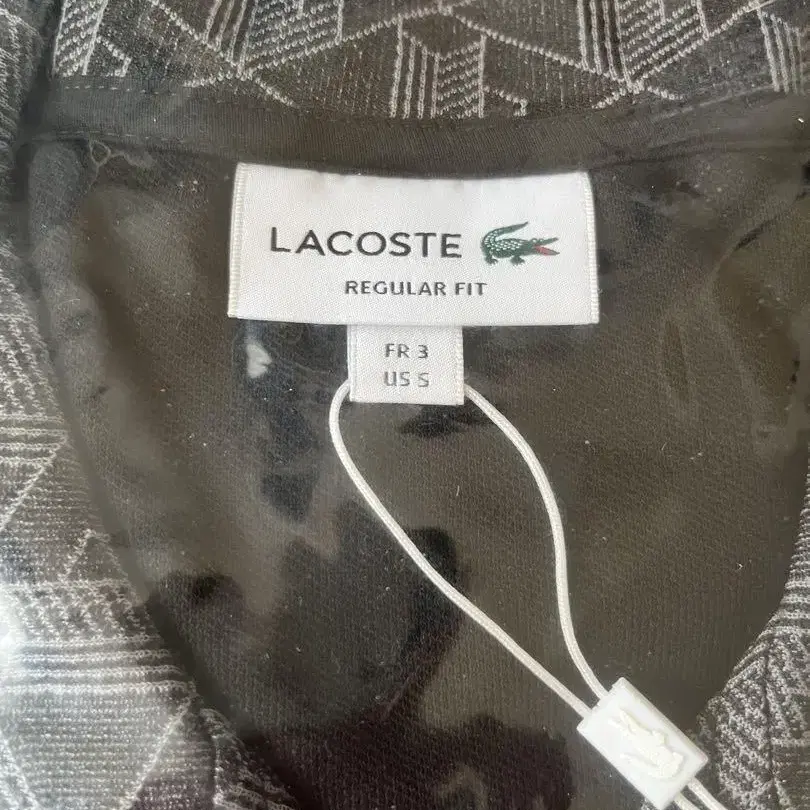 LACOSTE
REGULAR FIT
FR 3
US S